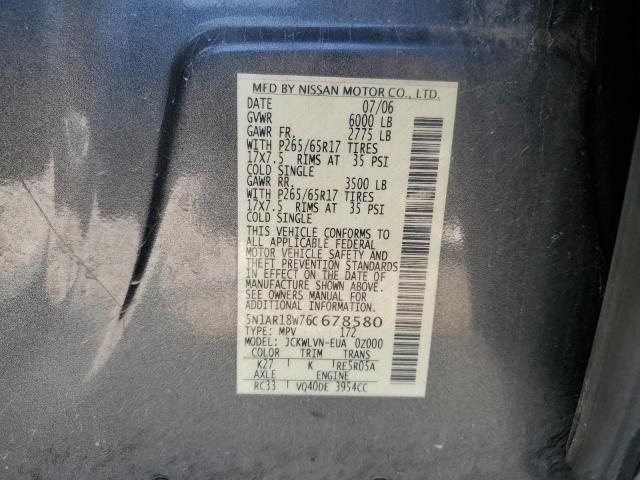 MFD BY NISSAN MOTOR CO., LTD.
DATE 07/06
GVWR 6000 LB
GAWR FR. 2775 LB
WITH P265/65R17 TIRES
17X7.5 RIMS AT 35 PSI
COLD SINGLE
GAWR RR. 3500 LB
WITH P265/65R17 TIRES
17X7.5 RIMS AT 35 PSI
COLD SINGLE
THIS VEHICLE CONFORMS TO
ALL APPLICABLE FEDERAL
MOTOR VEHICLE SAFETY AND
THEFT PREVENTION STANDARDS
IN EFFECT ON THE DATE OF
MANUFACTURE SHOWN ABOVE.
SEE OWNERS MANUAL FOR
ADDITIONAL INFORMATION.
5N1AR18W76C678580
TYPE: MPV 172
MODEL: JCKWLVN-EUA 02000
COLOR TRIM TRANS
K27 K RE5R05A
AXLE ENGINE
RC33 VQ40DE 3954CC